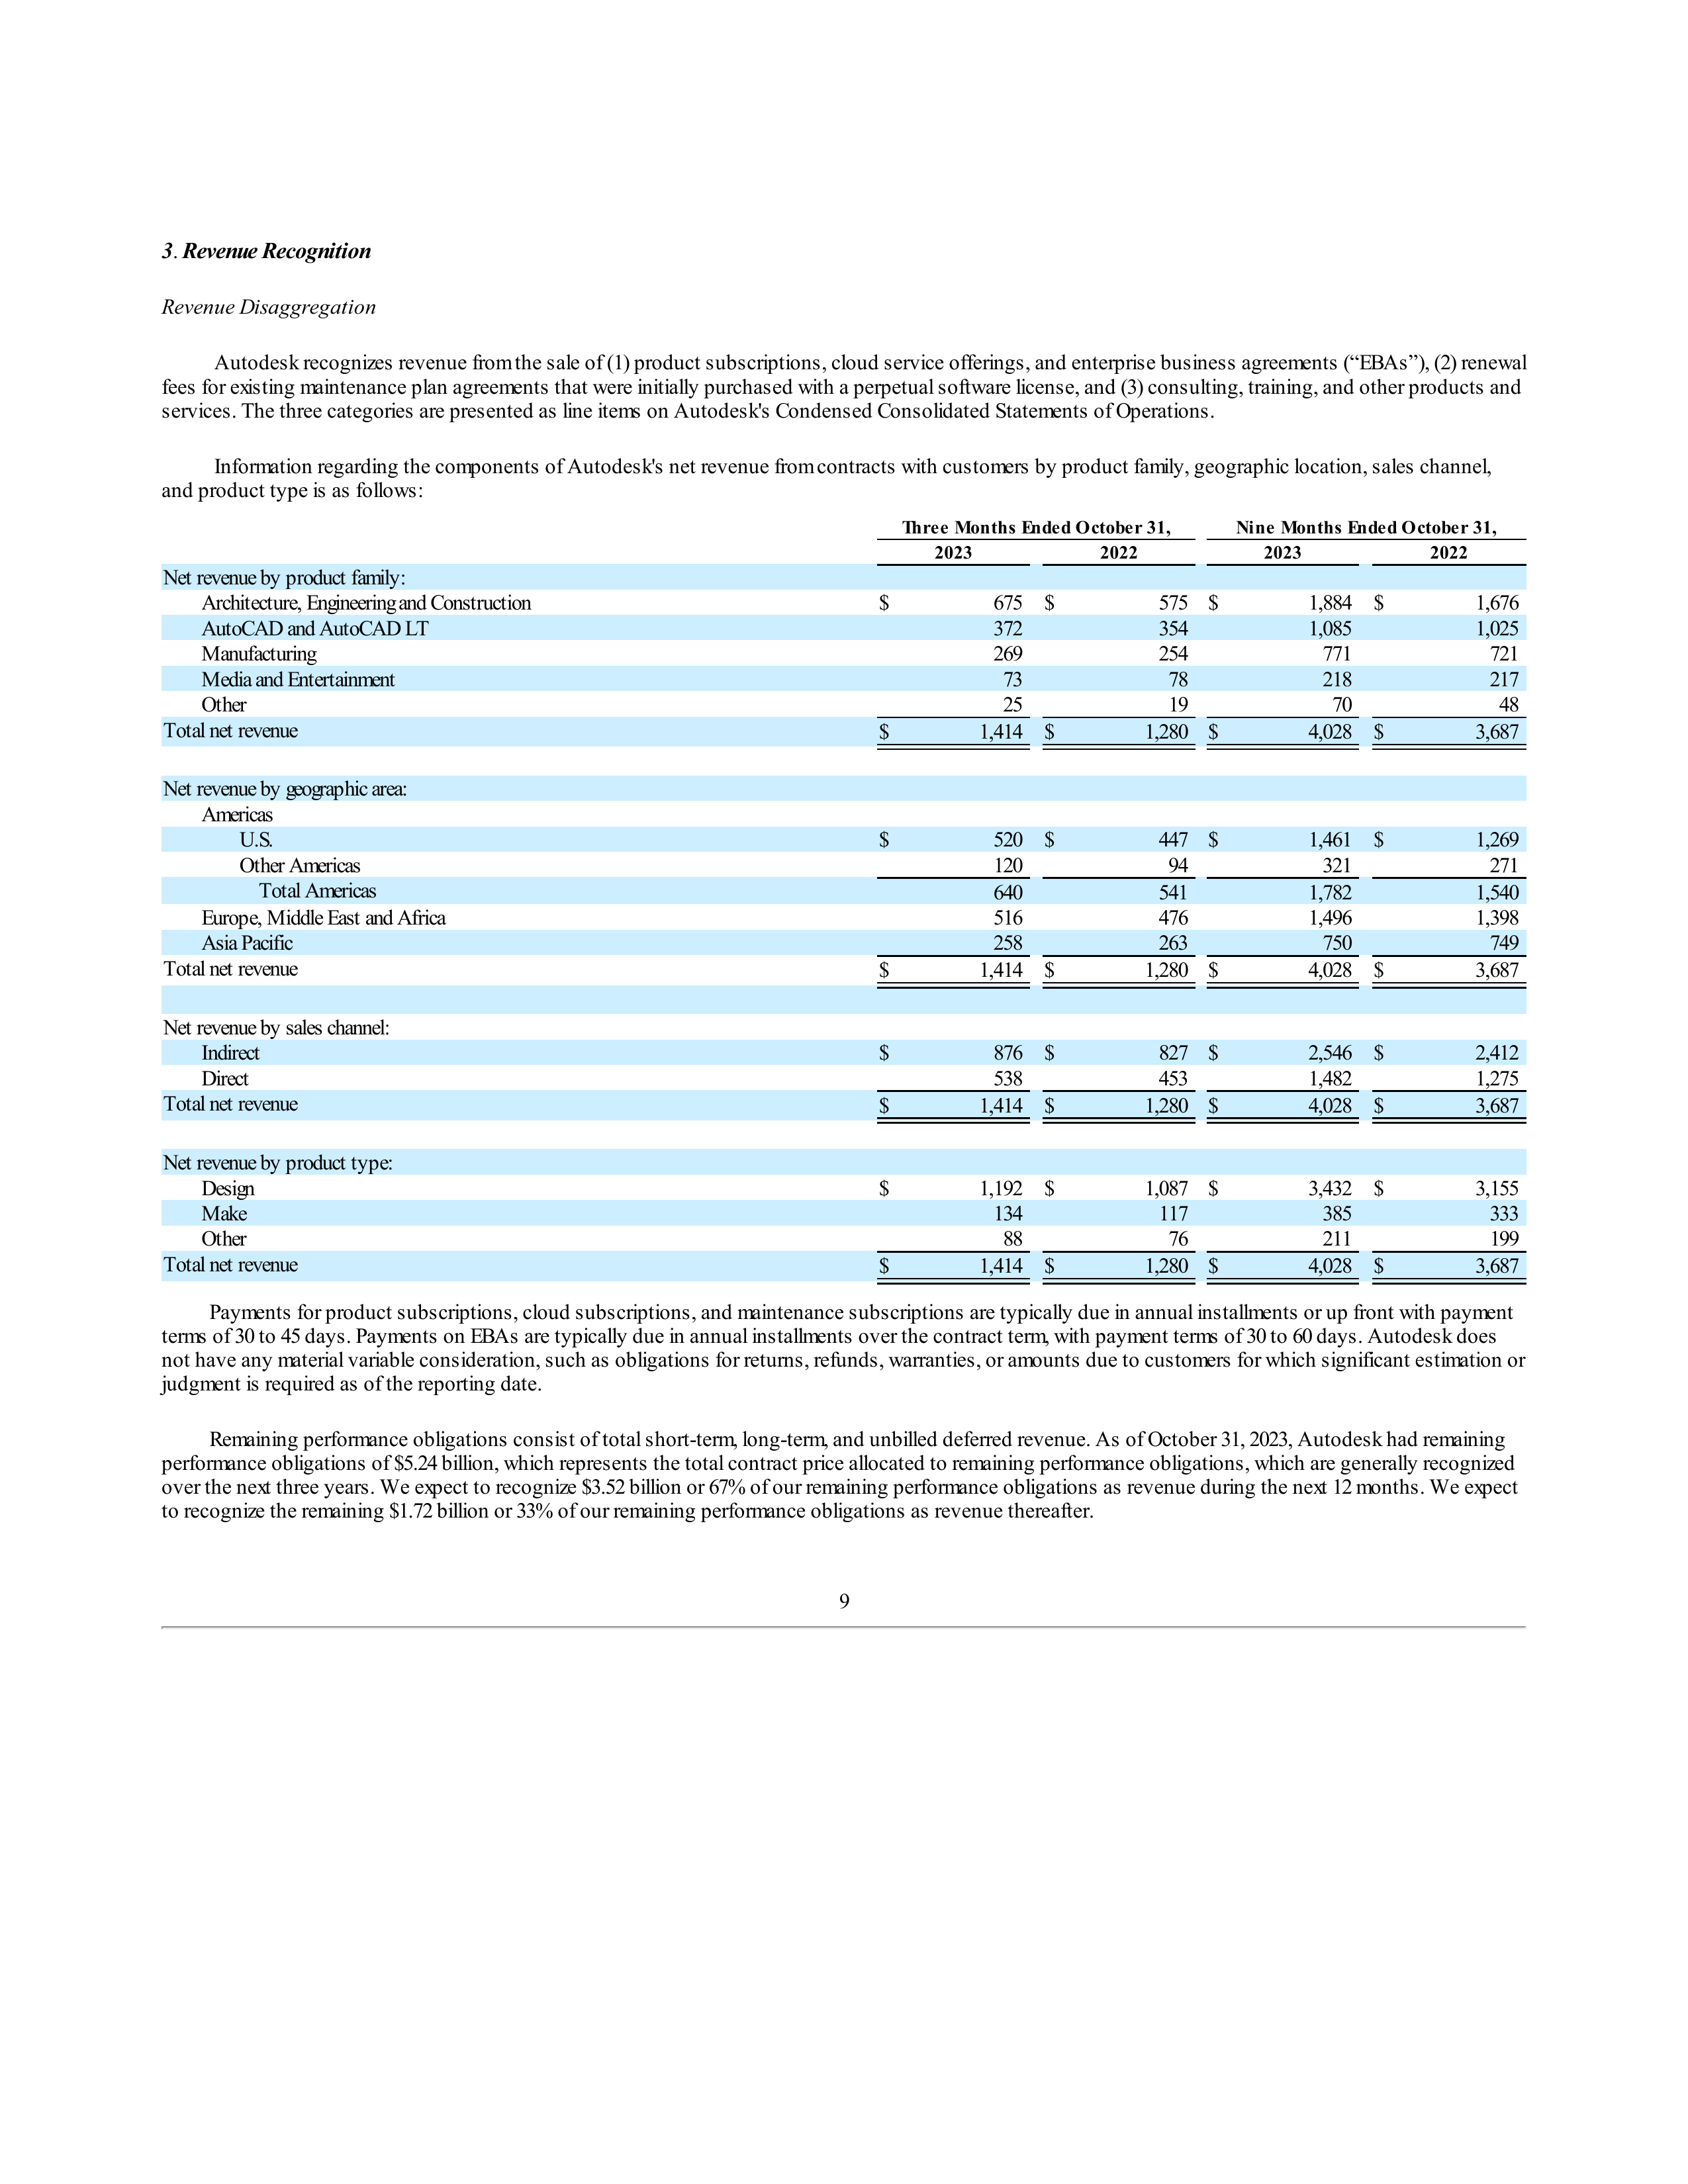 3. Revenue Recognition
Revenue Disaggregation
Autodesk recognizes revenue from the sale of (1) product subscriptions, cloud service offerings, and enterprise business agreements (“EBAs”), (2) renewal
fees for existing maintenance plan agreements that were initially purchased with a perpetual software license, and (3) consulting, training, and other products and
services. The three categories are presented as line items on Autodesk's Condensed Consolidated Statements of Operations.
Information regarding the components of Autodesk's net revenue from contracts with customers by product family, geographic location, sales channel,
and product type is as follows:
Three Months Ended October 31, Nine Months Ended October 31,
2023 2022 2023 2022
Net revenue by product family:
Architecture, Engineering and Construction $ 675 $ 575 $ 1,884 $ 1,676
AutoCAD and AutoCAD LT 372 354 1,085 1,025
Manufacturing 269 254 771 721
Media and Entertainment 73 78 218 217
Other 25 19 70 48
Total net revenue $ 1,414 $ 1,280 $ 4,028 $ 3,687
Net revenue by geographic area:
Americas
U.S. $ 520 $ 447 $ 1,461 $ 1,269
Other Americas 120 94 321 271
Total Americas 640 541 1,782 1,540
Europe, Middle East and Africa 516 476 1,496 1,398
Asia Pacific 258 263 750 749
Total net revenue $ 1,414 $ 1,280 $ 4,028 $ 3,687
Net revenue by sales channel:
Indirect $ 876 $ 827 $ 2,546 $ 2,412
Direct 538 453 1,482 1,275
Total net revenue $ 1,414 $ 1,280 $ 4,028 $ 3,687
Net revenue by product type:
Design $ 1,192 $ 1,087 $ 3,432 $ 3,155
Make 134 117 385 333
Other 88 76 211 199
Total net revenue $ 1,414 $ 1,280 $ 4,028 $ 3,687
Payments for product subscriptions, cloud subscriptions, and maintenance subscriptions are typically due in annual installments or up front with payment
terms of 30 to 45 days. Payments on EBAs are typically due in annual installments over the contract term, with payment terms of 30 to 60 days. Autodesk does
not have any material variable consideration, such as obligations for returns, refunds, warranties, or amounts due to customers for which significant estimation or
judgment is required as of the reporting date.
Remaining performance obligations consist of total short-term, long-term, and unbilled deferred revenue. As of October 31, 2023, Autodesk had remaining
performance obligations of $5.24 billion, which represents the total contract price allocated to remaining performance obligations, which are generally recognized
over the next three years. We expect to recognize $3.52 billion or 67% of our remaining performance obligations as revenue during the next 12 months. We expect
to recognize the remaining $1.72 billion or 33% of our remaining performance obligations as revenue thereafter.
9